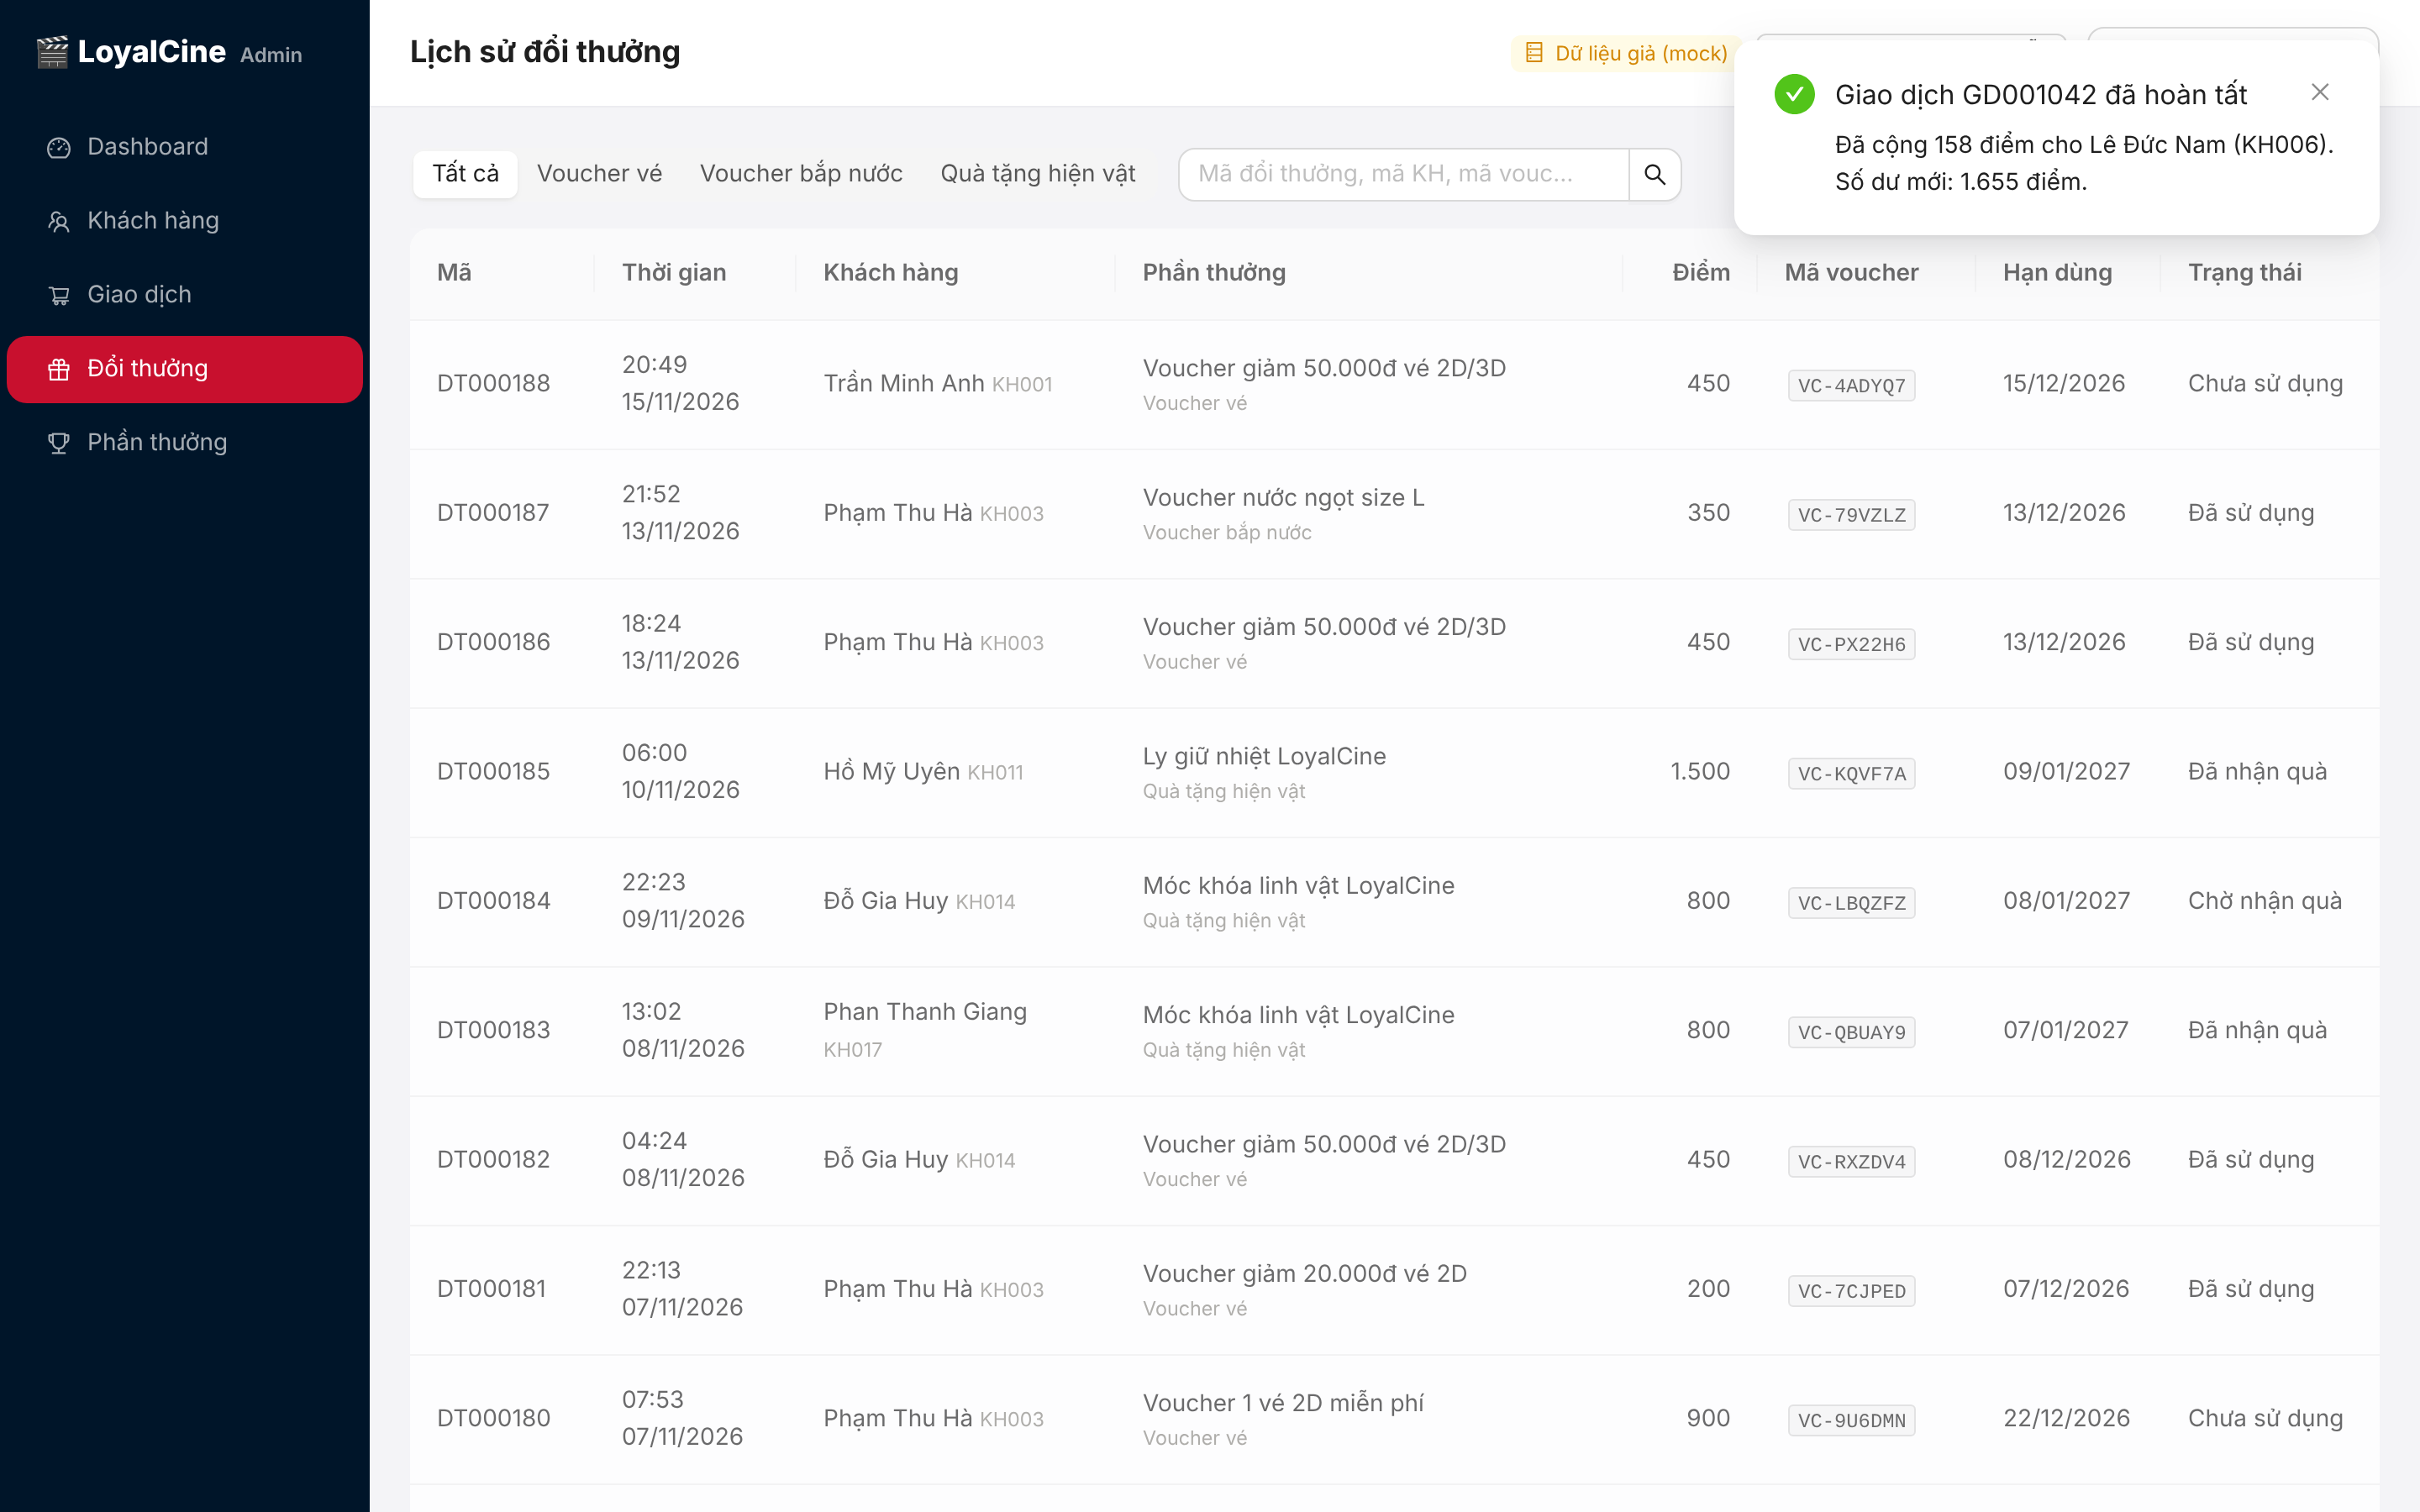 LoyalCine Admin
Dashboard
Khách hàng
Giao dịch
Đổi thưởng
Phần thưởng
Lịch sử đổi thưởng
Dữ liệu giả (mock)
Giao dịch GD001042 đã hoàn tất
Đã cộng 158 điểm cho Lê Đức Nam (KH006).
Số dư mới: 1.655 điểm.
Tất cả
Voucher vé
Voucher bắp nước
Quà tặng hiện vật
Mã đổi thưởng, mã KH, mã vouc...
Mã Thời gian Khách hàng Phần thưởng Điểm Mã voucher Hạn dùng Trạng thái
DT000188 20:49 15/11/2026 Trần Minh Anh KH001 Voucher giảm 50.000đ vé 2D/3D Voucher vé 450 VC-4ADYQ7 15/12/2026 Chưa sử dụng
DT000187 21:52 13/11/2026 Phạm Thu Hà KH003 Voucher nước ngọt size L Voucher bắp nước 350 VC-79VZLZ 13/12/2026 Đã sử dụng
DT000186 18:24 13/11/2026 Phạm Thu Hà KH003 Voucher giảm 50.000đ vé 2D/3D Voucher vé 450 VC-PX22H6 13/12/2026 Đã sử dụng
DT000185 06:00 10/11/2026 Hồ Mỹ Uyên KH011 Ly giữ nhiệt LoyalCine Quà tặng hiện vật 1.500 VC-KQVF7A 09/01/2027 Đã nhận quà
DT000184 22:23 09/11/2026 Đỗ Gia Huy KH014 Móc khóa linh vật LoyalCine Quà tặng hiện vật 800 VC-LBQZFZ 08/01/2027 Chờ nhận quà
DT000183 13:02 08/11/2026 Phan Thanh Giang KH017 Móc khóa linh vật LoyalCine Quà tặng hiện vật 800 VC-QBUAY9 07/01/2027 Đã nhận quà
DT000182 04:24 08/11/2026 Đỗ Gia Huy KH014 Voucher giảm 50.000đ vé 2D/3D Voucher vé 450 VC-RXZDV4 08/12/2026 Đã sử dụng
DT000181 22:13 07/11/2026 Phạm Thu Hà KH003 Voucher giảm 20.000đ vé 2D Voucher vé 200 VC-7CJPED 07/12/2026 Đã sử dụng
DT000180 07:53 07/11/2026 Phạm Thu Hà KH003 Voucher 1 vé 2D miễn phí Voucher vé 900 VC-9U6DMN 22/12/2026 Chưa sử dụng